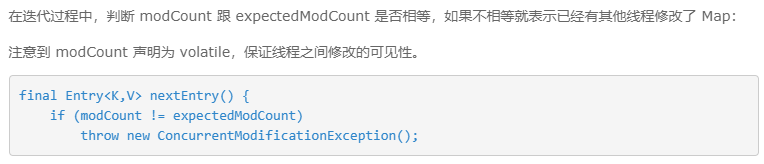 在迭代过程中，判断 modCount 跟 expectedModCount 是否相等，如果不相等就表示已经有其他线程修改了 Map：
注意到 modCount 声明为 volatile，保证线程之间修改的可见性。
final Entry<K,V> nextEntry() {
    if (modCount != expectedModCount)
        throw new ConcurrentModificationException();